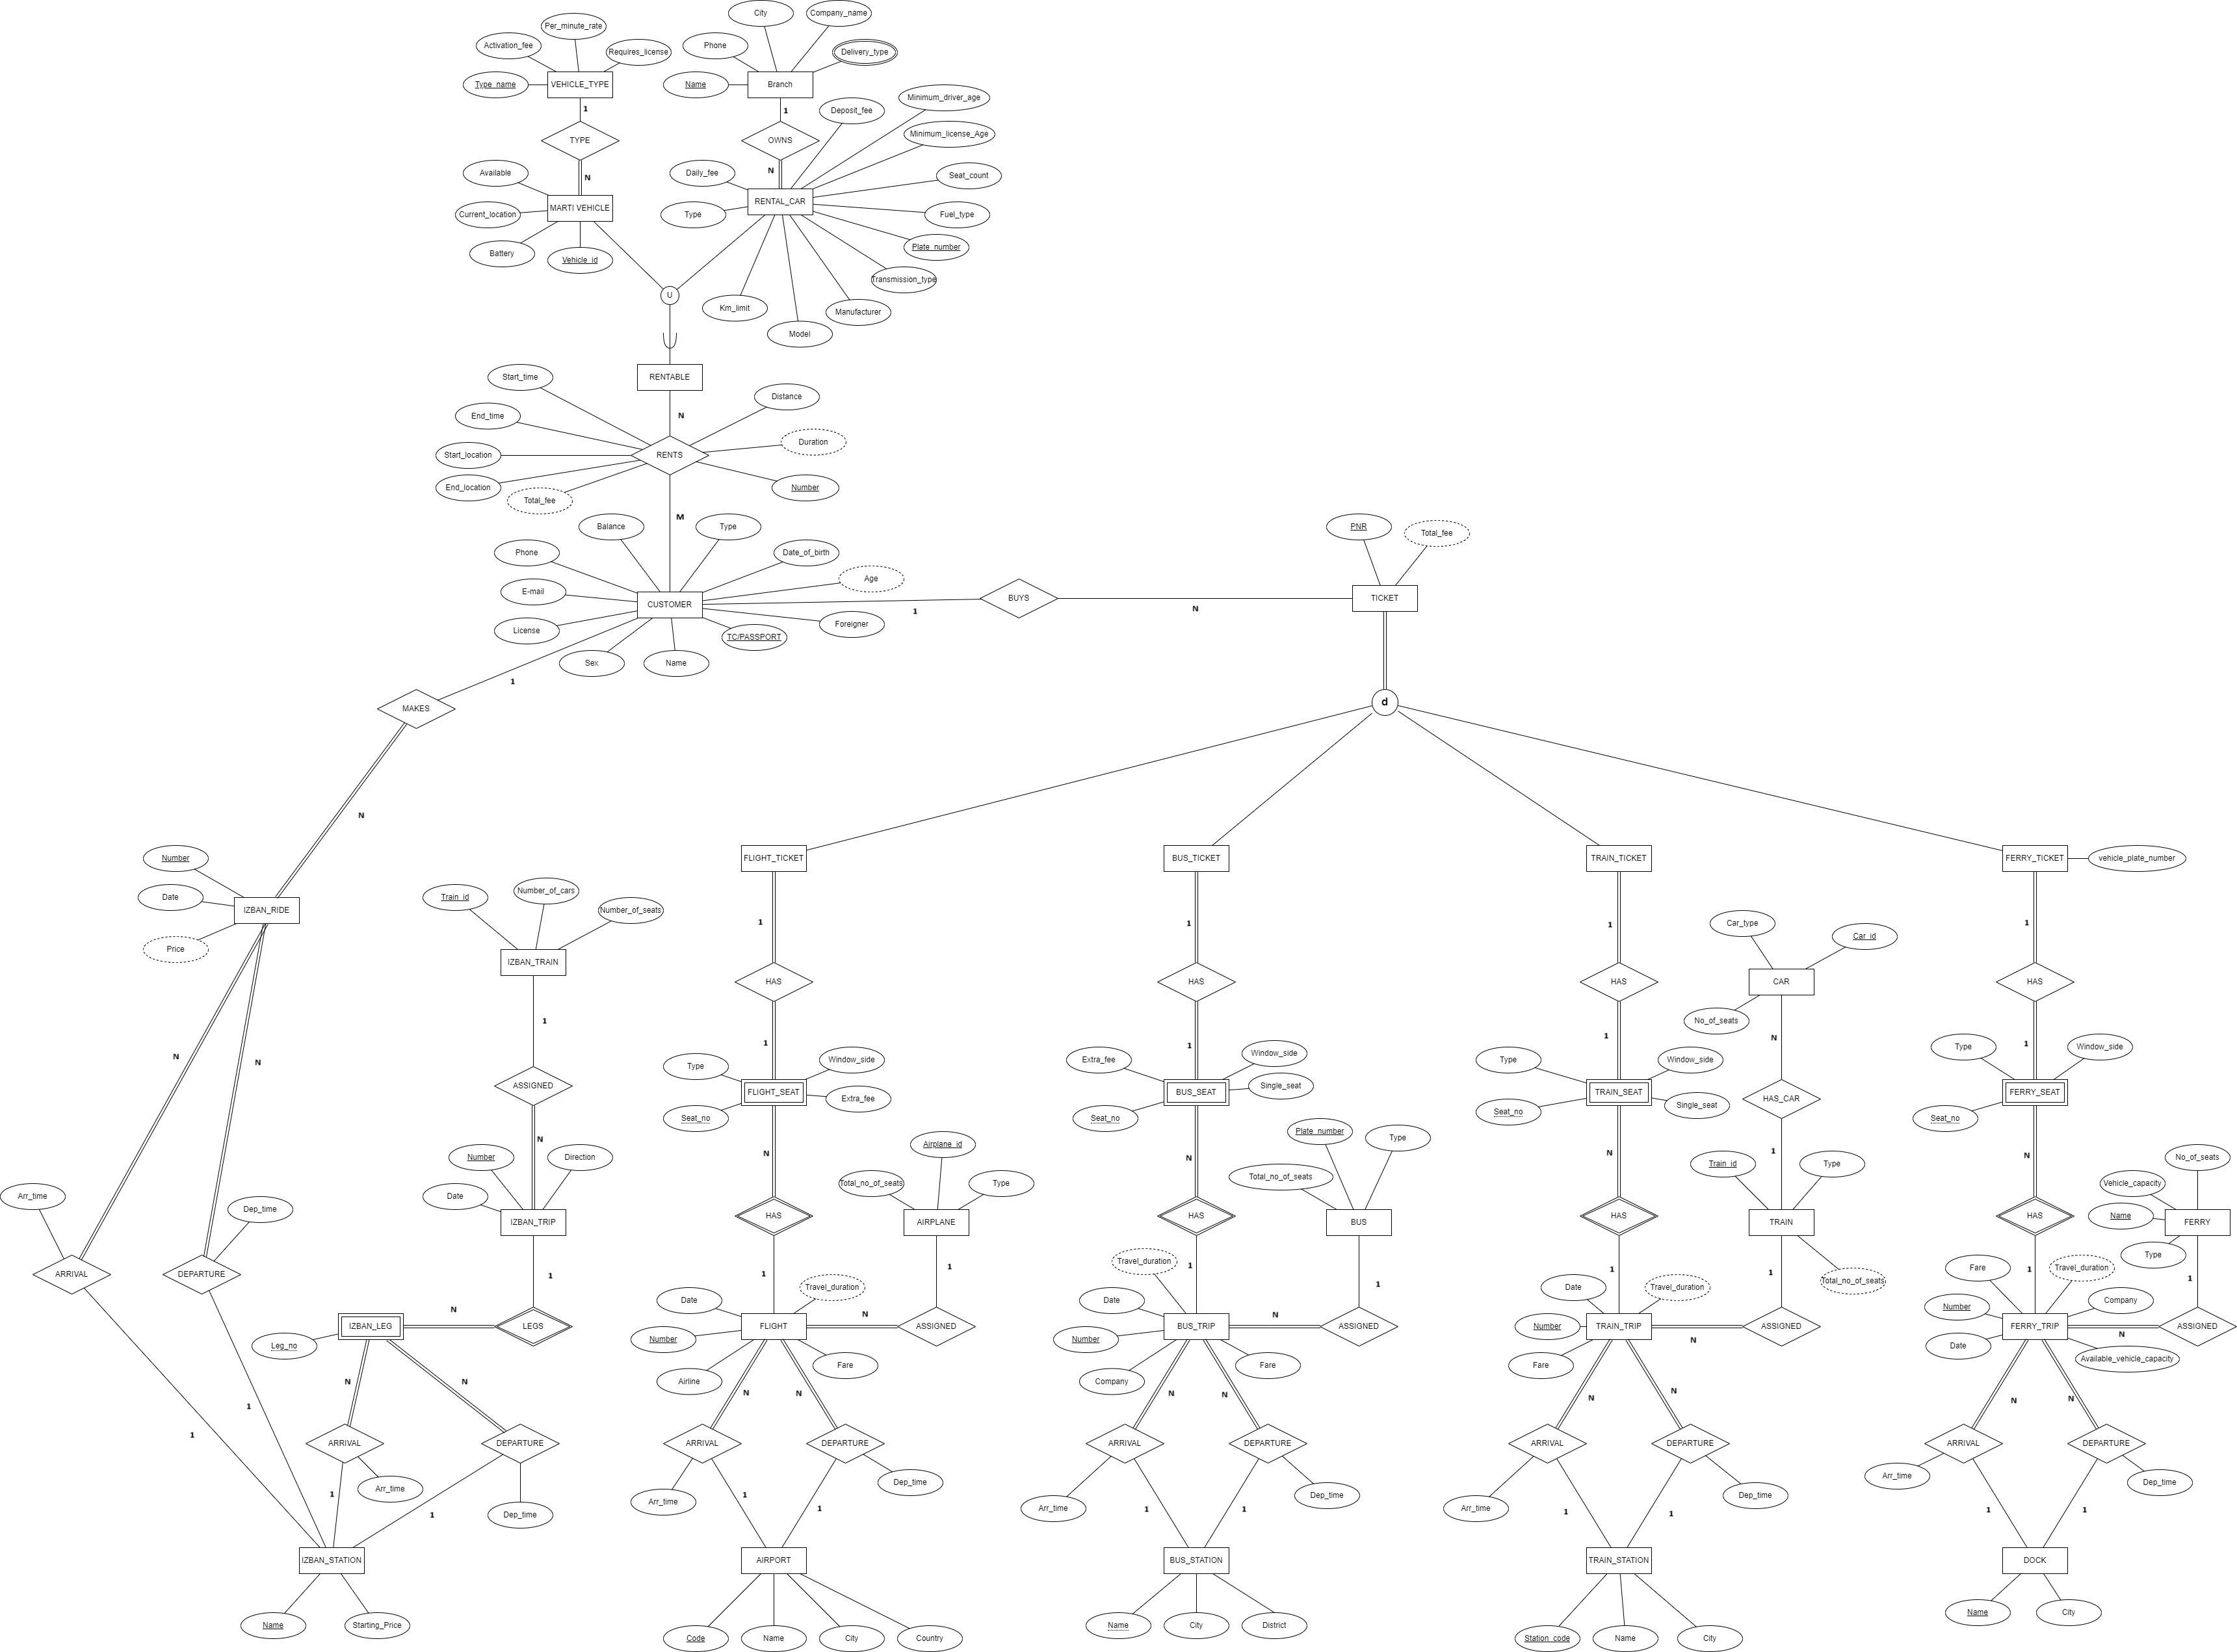 City
Company_name
Per_minute_rate
Activation_fee
Requires_license
Phone
Delivery_type
Type_name
VEHICLE_TYPE
Name
Branch
Minimum_driver_age
1
1
Deposit_fee
Minimum_license_Age
TYPE
OWNS
Available
N
N
Daily_fee
Seat_count
Current_location
MARTI VEHICLE
Type
RENTAL_CAR
Fuel_type
Plate_number
Battery
Vehicle_id
Transmission_type
U
Km_limit
Manufacturer
Model
Start_time
RENTABLE
Distance
End_time
N
Duration
Start_location
RENTS
End_location
Total_fee
Number
M
Balance
Type
PNR
Total_fee
Phone
Date_of_birth
Age
E-mail
CUSTOMER
1
BUYS
N
TICKET
License
TC/PASSPORT
Foreigner
Sex
Name
1
MAKES
d
N
Number
FLIGHT_TICKET
BUS_TICKET
TRAIN_TICKET
FERRY_TICKET
vehicle_plate_number
Date
IZBAN_RIDE
Train_id
Number_of_cars
Number_of_seats
1
1
1
Car_type
Car_id
1
Price
IZBAN_TRAIN
HAS
HAS
HAS
CAR
HAS
1
No_of_seats
N
N
1
1
1
N
1
Type
Window_side
Extra_fee
Window_side
Type
Window_side
Type
Window_side
ASSIGNED
FLIGHT_SEAT
Extra_fee
BUS_SEAT
Single_seat
TRAIN_SEAT
Single_seat
HAS_CAR
FERRY_SEAT
Seat_no
Seat_no
Seat_no
Seat_no
N
Number
Direction
N
Airplane_id
N
Plate_number
Type
N
1
N
No_of_seats
Arr_time
Date
Total_no_of_seats
Type
Total_no_of_seats
Train_id
Type
Vehicle_capacity
Dep_time
IZBAN_TRIP
HAS
AIRPLANE
HAS
BUS
HAS
TRAIN
HAS
Name
FERRY
Type
ARRIVAL
DEPARTURE
1
1
Travel_duration
1
Travel_duration
1
1
1
Travel_duration
1
Total_no_of_seats
Fare
1
Travel_duration
1
N
Date
N
Date
N
Date
Number
Company
IZBAN_LEG
LEGS
Number
FLIGHT
ASSIGNED
Number
BUS_TRIP
ASSIGNED
Number
TRAIN_TRIP
N
ASSIGNED
FERRY_TRIP
N
ASSIGNED
Leg_no
Airline
Fare
Company
Fare
Fare
Date
Available_vehicle_capacity
N
N
N
N
N
N
N
N
N
N
1
1
ARRIVAL
DEPARTURE
ARRIVAL
DEPARTURE
ARRIVAL
DEPARTURE
ARRIVAL
DEPARTURE
ARRIVAL
DEPARTURE
Arr_time
Dep_time
Arr_time
Dep_time
Arr_time
Dep_time
Arr_time
Dep_time
Arr_time
Dep_time
1
1
1
1
1
1
1
1
1
1
IZBAN_STATION
AIRPORT
BUS_STATION
TRAIN_STATION
DOCK
Name
Starting_Price
Code
Name
City
Country
Name
City
District
Station_code
Name
City
Name
City